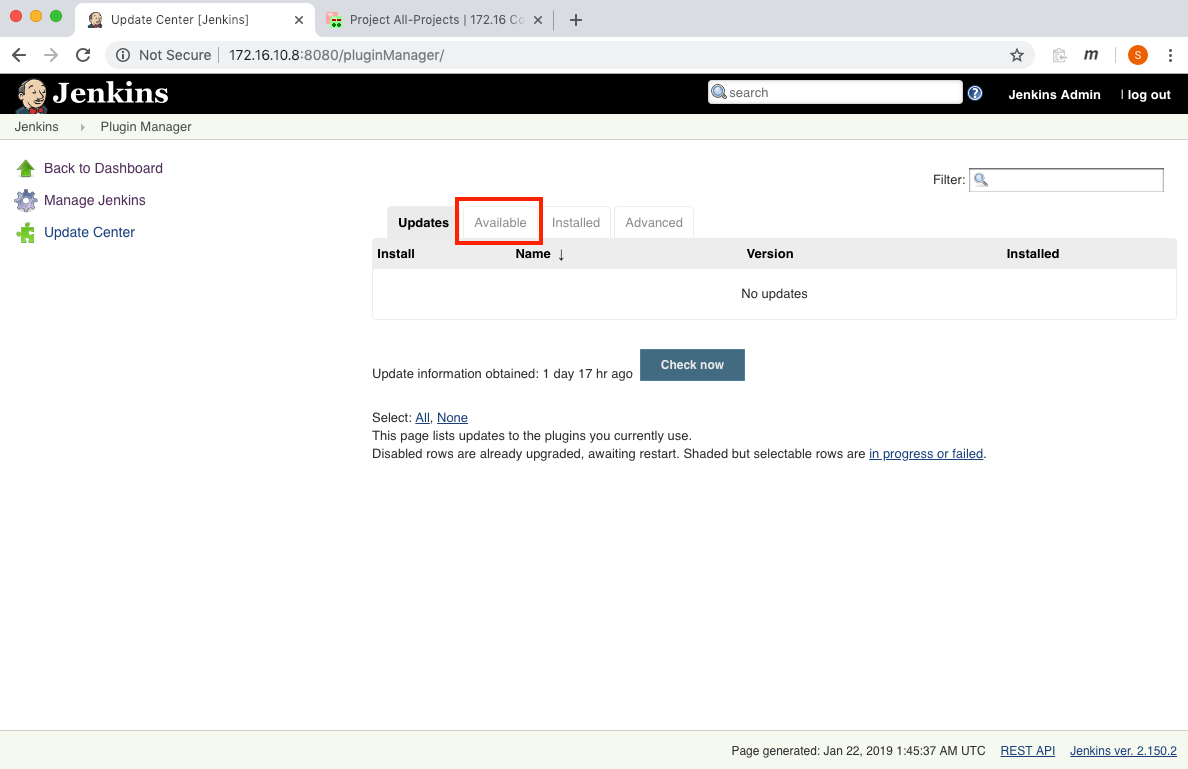 Update Center [Jenkins]
Project All-Projects | 172.16 Co
Not Secure
172.16.10.8:8080/pluginManager/
m
S
Jenkins
search
Jenkins Admin
| log out
Jenkins
Plugin Manager
Back to Dashboard
Manage Jenkins
Update Center
Filter:
Updates
Available
Installed
Advanced
Install
Name ↓
Version
Installed
No updates
Update information obtained: 1 day 17 hr ago
Check now
Select: All, None
This page lists updates to the plugins you currently use.
Disabled rows are already upgraded, awaiting restart. Shaded but selectable rows are in progress or failed.
Page generated: Jan 22, 2019 1:45:37 AM UTC
REST API
Jenkins ver. 2.150.2